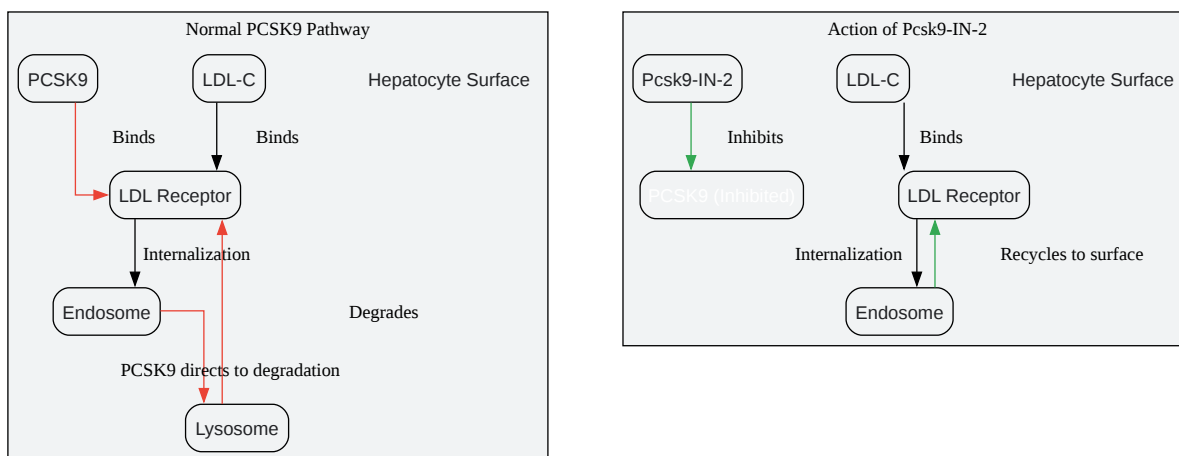 Normal PCSK9 Pathway
PCSK9
LDL-C
Hepatocyte Surface
Binds
Binds
LDL Receptor
Internalization
Endosome
Degrades
PCSK9 directs to degradation
Lysosome
Action of Pcsk9-IN-2
Pcsk9-IN-2
LDL-C
Hepatocyte Surface
Inhibits
Binds
PCSK9 (Inhibited)
LDL Receptor
Internalization
Recycles to surface
Endosome